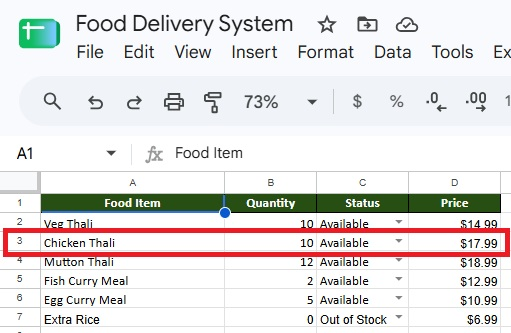 Food Delivery System
File Edit View Insert Format Data Tools Ex
73% $ % .0 .00 1
A1 fx Food Item
A B C D
1 Food Item Quantity Status Price
2 Veg Thali 10 Available $14.99
3 Chicken Thali 10 Available $17.99
4 Mutton Thali 12 Available $18.99
5 Fish Curry Meal 2 Available $12.99
6 Egg Curry Meal 5 Available $10.99
7 Extra Rice 0 Out of Stock $6.99